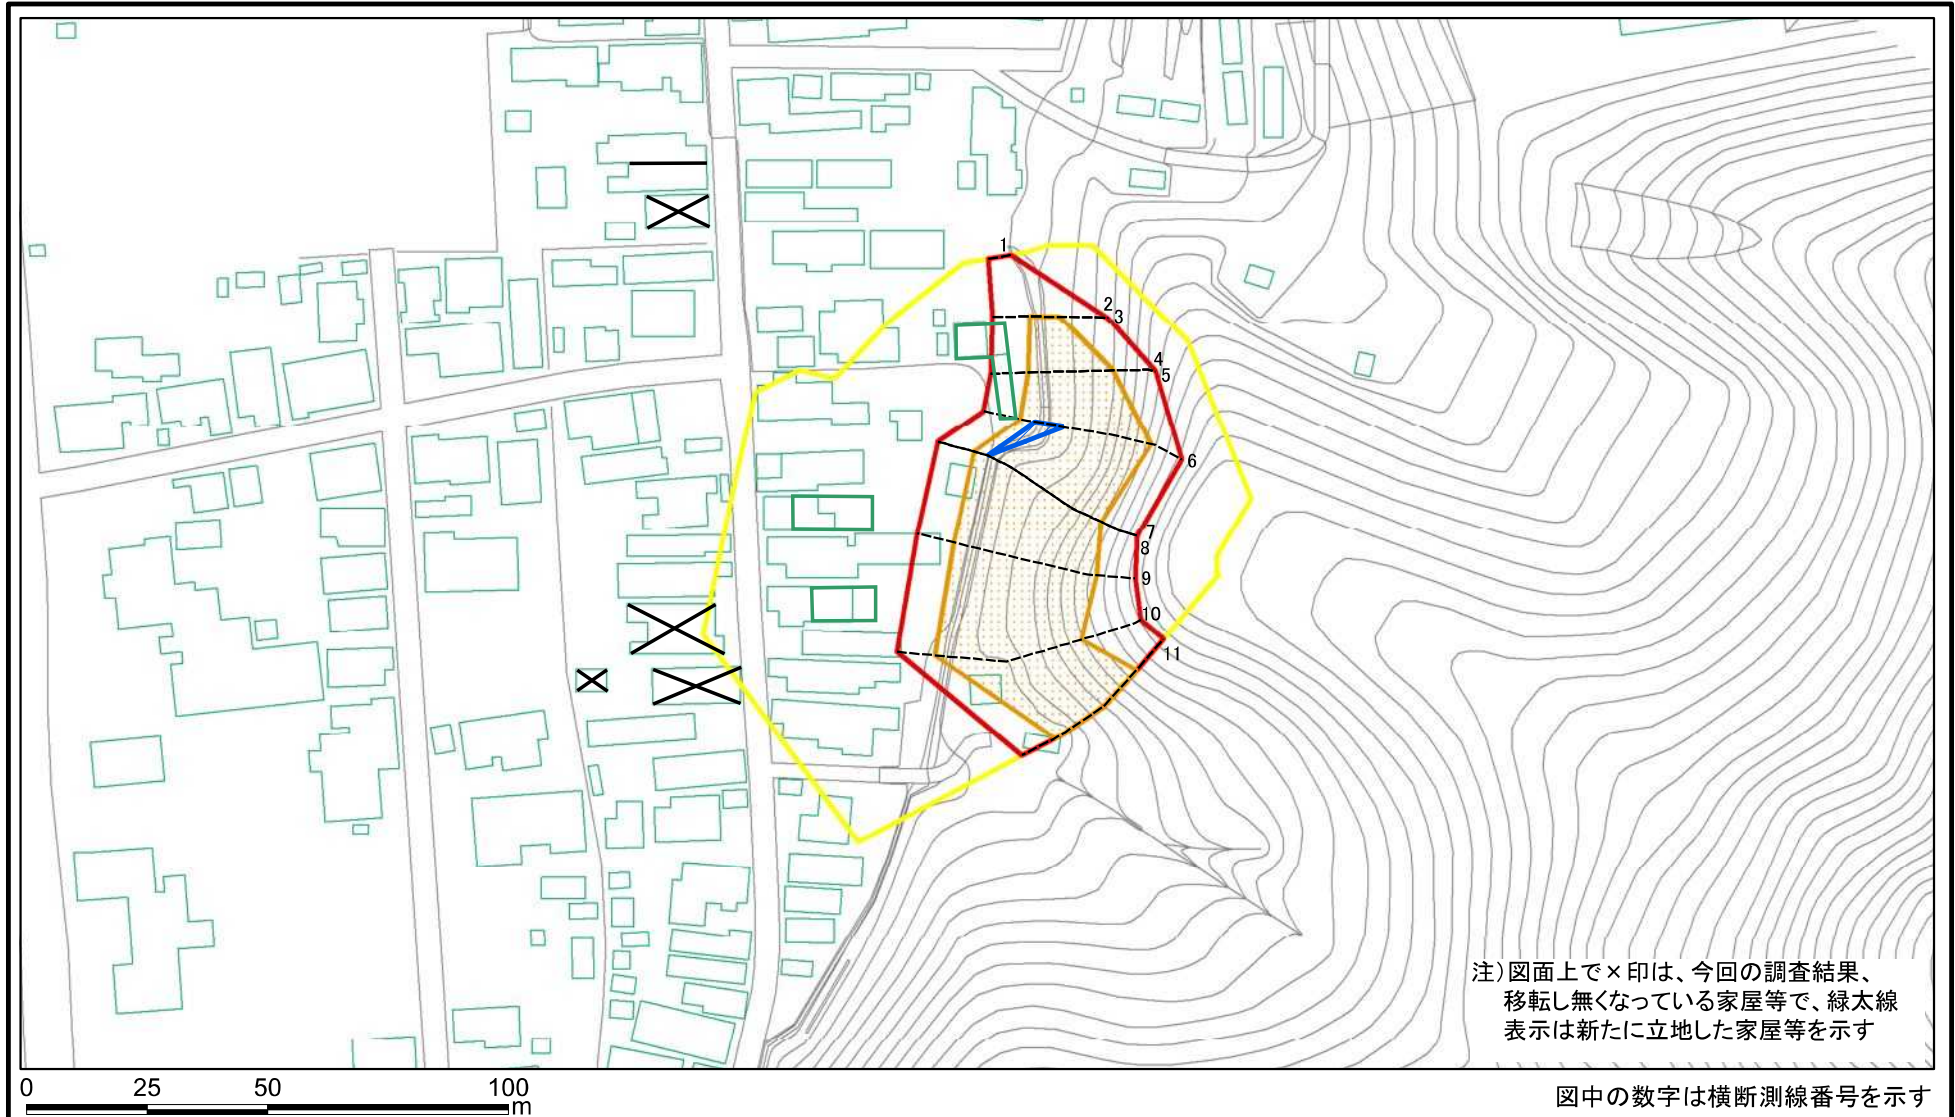 1
2
3
4
5
6
7
8
9
10
11
注)図面上で×印は、今回の調査結果、
移転し無くなっている家屋等で、緑太線
表示は新たに立地した家屋等を示す
0 25 50 100
m
図中の数字は横断測線番号を示す